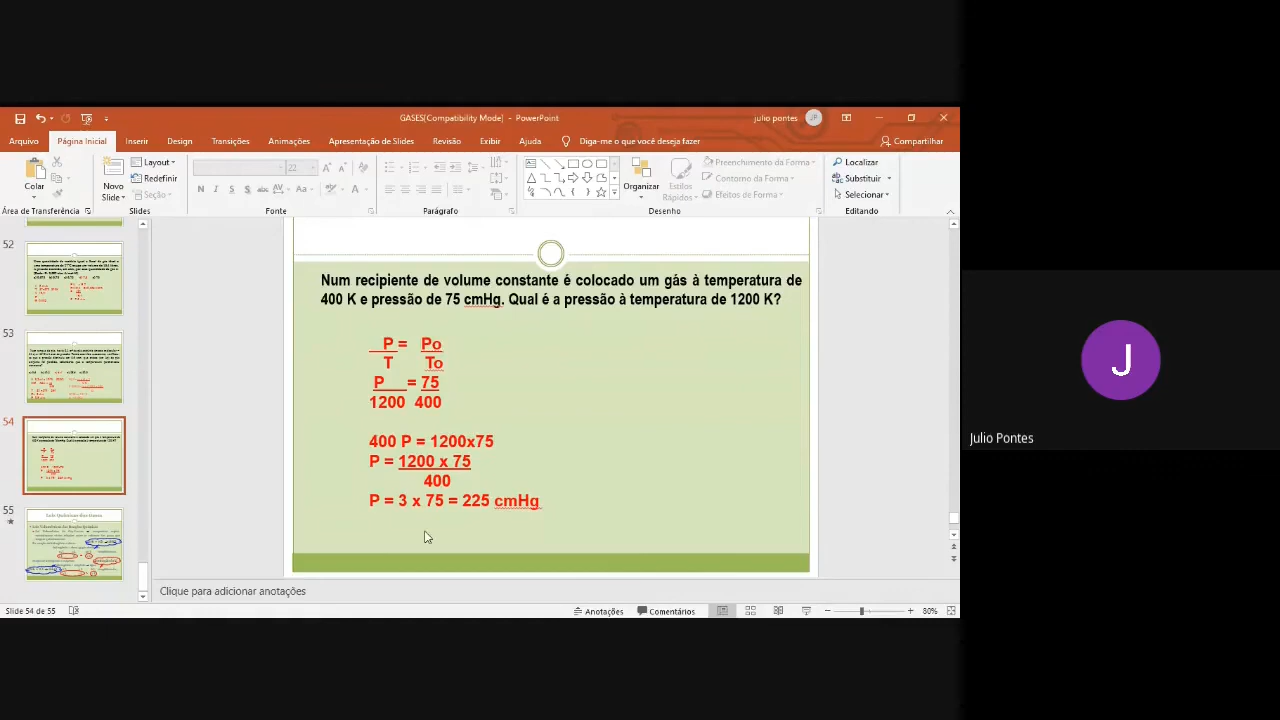 GASES[Compatibility Mode] - PowerPoint
julio pontes
JP
Arquivo
Página Inicial
Inserir
Design
Transições
Animações
Apresentação de Slides
Revisão
Exibir
Ajuda
Diga-me o que você deseja fazer
Compartilhar
Colar
Novo
Slide
Layout
Redefinir
Seção
22
N I S S abc AV Aa A
Organizar
Estilos
Rápidos
Preenchimento da Forma
Contorno da Forma
Efeitos de Forma
Localizar
Substituir
Selecionar
Área de Transferência
Slides
Fonte
Parágrafo
Desenho
Editando
52
53
54
55
Num recipiente de volume constante é colocado um gás à temperatura de
400 K e pressão de 75 cmHg. Qual é a pressão à temperatura de 1200 K?
P = Po
T To
P = 75
1200 400
400 P = 1200x75
P = 1200 x 75
400
P = 3 x 75 = 225 cmHg
Clique para adicionar anotações
Slide 54 de 55
Anotações
Comentários
80%
J
Julio Pontes